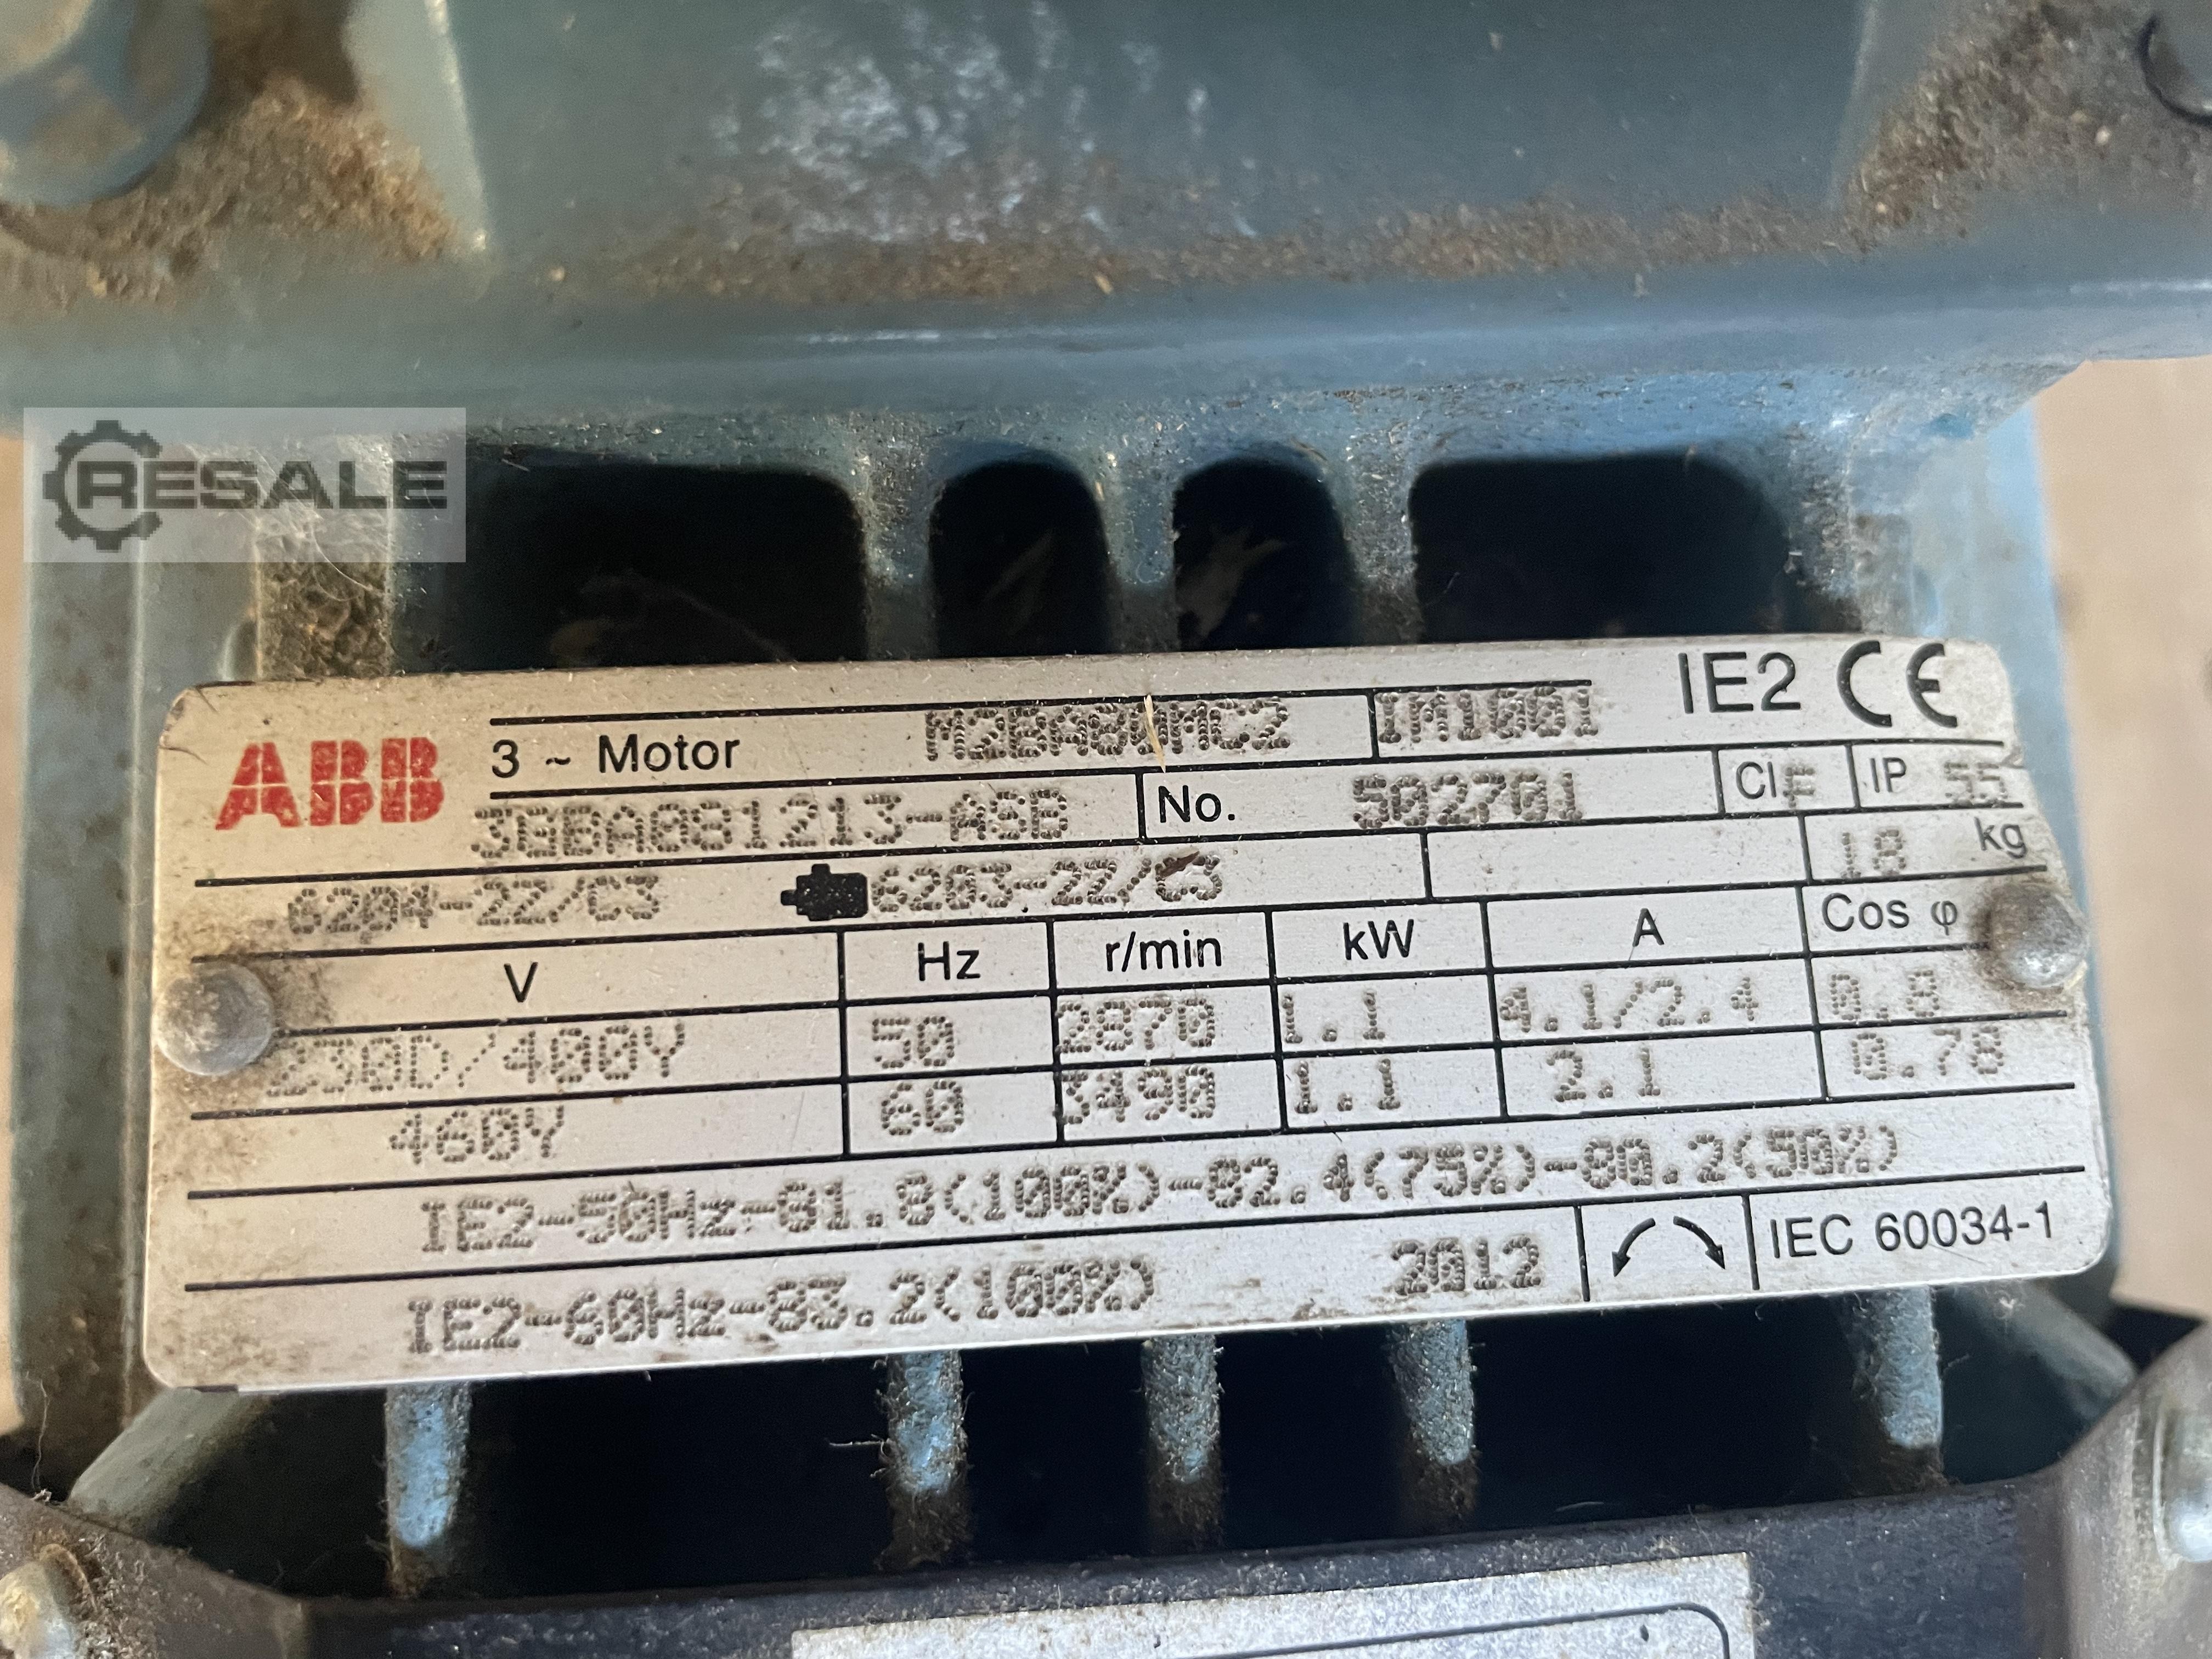 RESALE
ABB 3 ~ Motor M2BA80MC2 IM1001 IE2 CE
3GBA081213-ASB No. 502701 Cl F IP 55
6204-2Z/C3 6203-2Z/C3 18 kg
V Hz r/min kW A Cos φ
230D/400Y 50 2870 1.1 4.1/2.4 0.8
460Y 60 3490 1.1 2.1 0.78
IE2-50Hz-81.8(100%)-82.4(75%)-80.2(50%)
IE2-60Hz-83.2(100%) 2012 IEC 60034-1